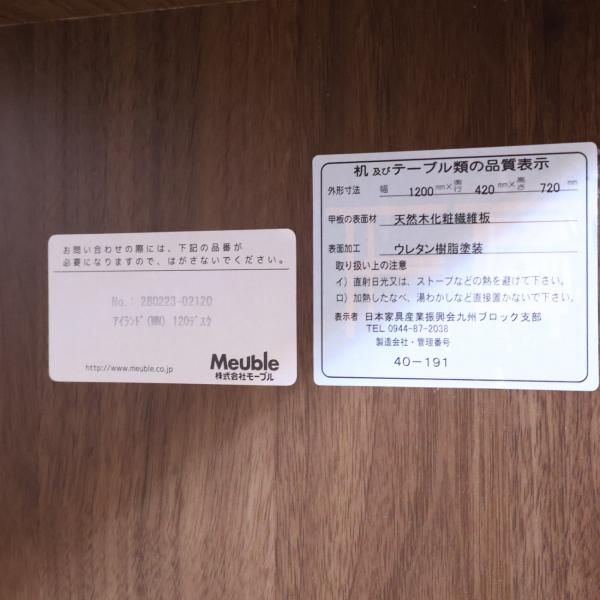 お問い合わせの際には、下記の品番が
必要になりますので、はがさないでください。
No.: 280223-02120
アイランド(WN) 120デスク
Meuble
http://www.meuble.co.jp
株式会社モーブル
机及びテーブル類の品質表示
外形寸法 幅 1200mm×奥行 420mm×高さ 720mm
甲板の表面材 天然木化粧繊維板
表面加工 ウレタン樹脂塗装
取り扱い上の注意
イ）直射日光又は、ストーブなどの熱を避けて下さい。
ロ）加熱したなべ、湯わかしなど直接置かないで下さい。
表示者 日本家具産業振興会九州ブロック支部
TEL 0944-87-2038
製造会社・管理番号
40-191